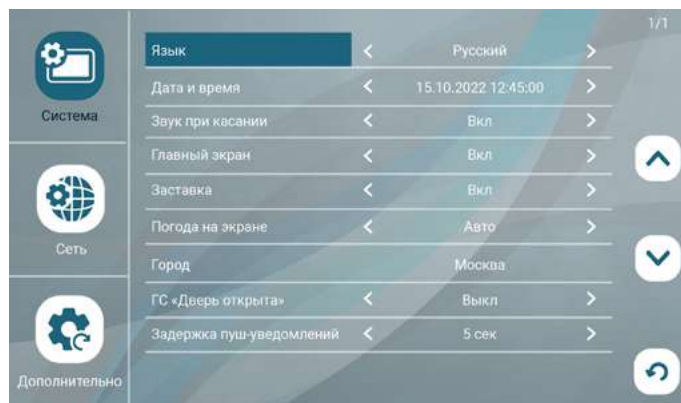 1/1
Язык Русский
Дата и время 15.10.2022 12:45:00
Система
Звук при касании Вкл
Главный экран Вкл
Заставка Вкл
Погода на экране Авто
Сеть
Город Москва
ГС «Дверь открыта» Выкл
Задержка пуш-уведомлений 5 сек
Дополнительно